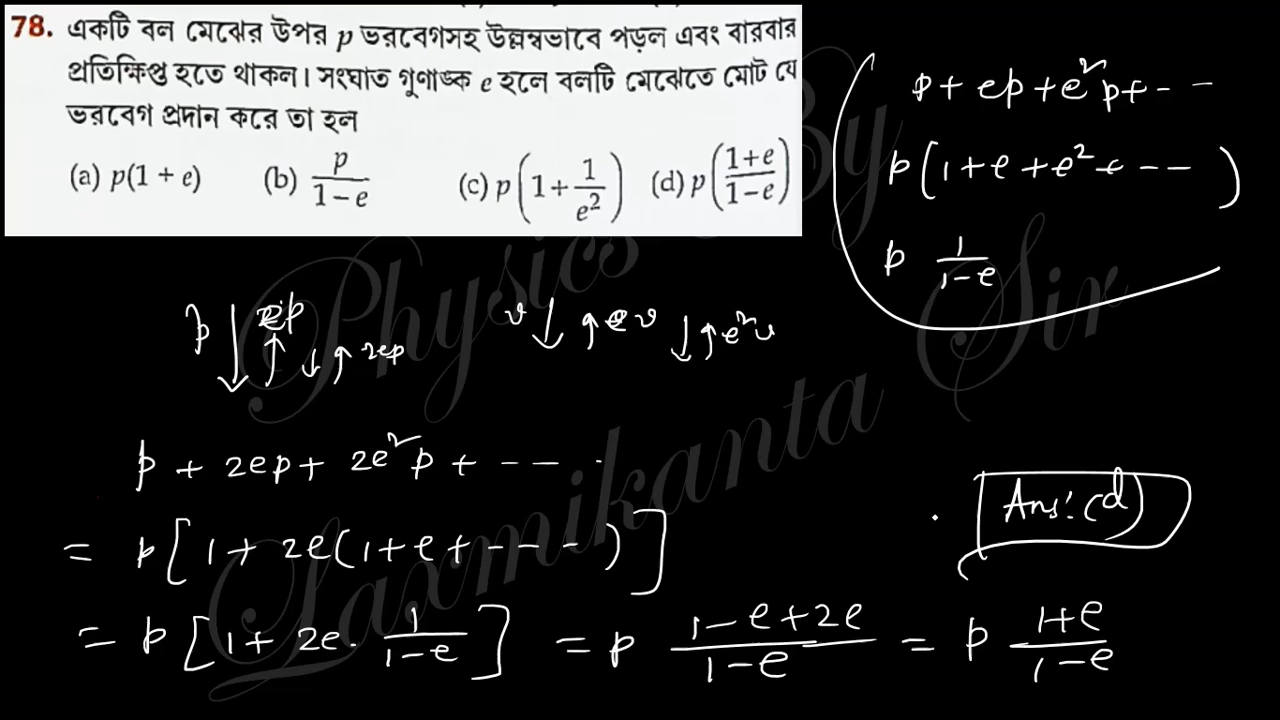 78. একটি বল মেঝের উপর p ভরবেগসহ উল্লম্বভাবে পড়ল এবং বারবার
প্রতিক্ষিপ্ত হতে থাকল। সংঘাত গুণাঙ্ক e হলে বলটি মেঝেতে মোট যে
ভরবেগ প্রদান করে তা হল
(a) p(1 + e) (b) p/(1−e) (c) p(1+1/e²) (d) p((1+e)/(1−e))
p + ep + e²p + - -
p(1 + e + e² + - - )
p 1/(1−e)
p ↓ ↑ ↓ ↑ 2ep v ↓ ↑ ev ↓ ↑ e²v
p + 2ep + 2e²p + - - -
= p[1 + 2e(1 + e + - - - )]
Ans: (d)
= p[1 + 2e · 1/(1−e)] = p (1−e+2e)/(1−e) = p (1+e)/(1−e)
Physics By
Laxmikanta Sir